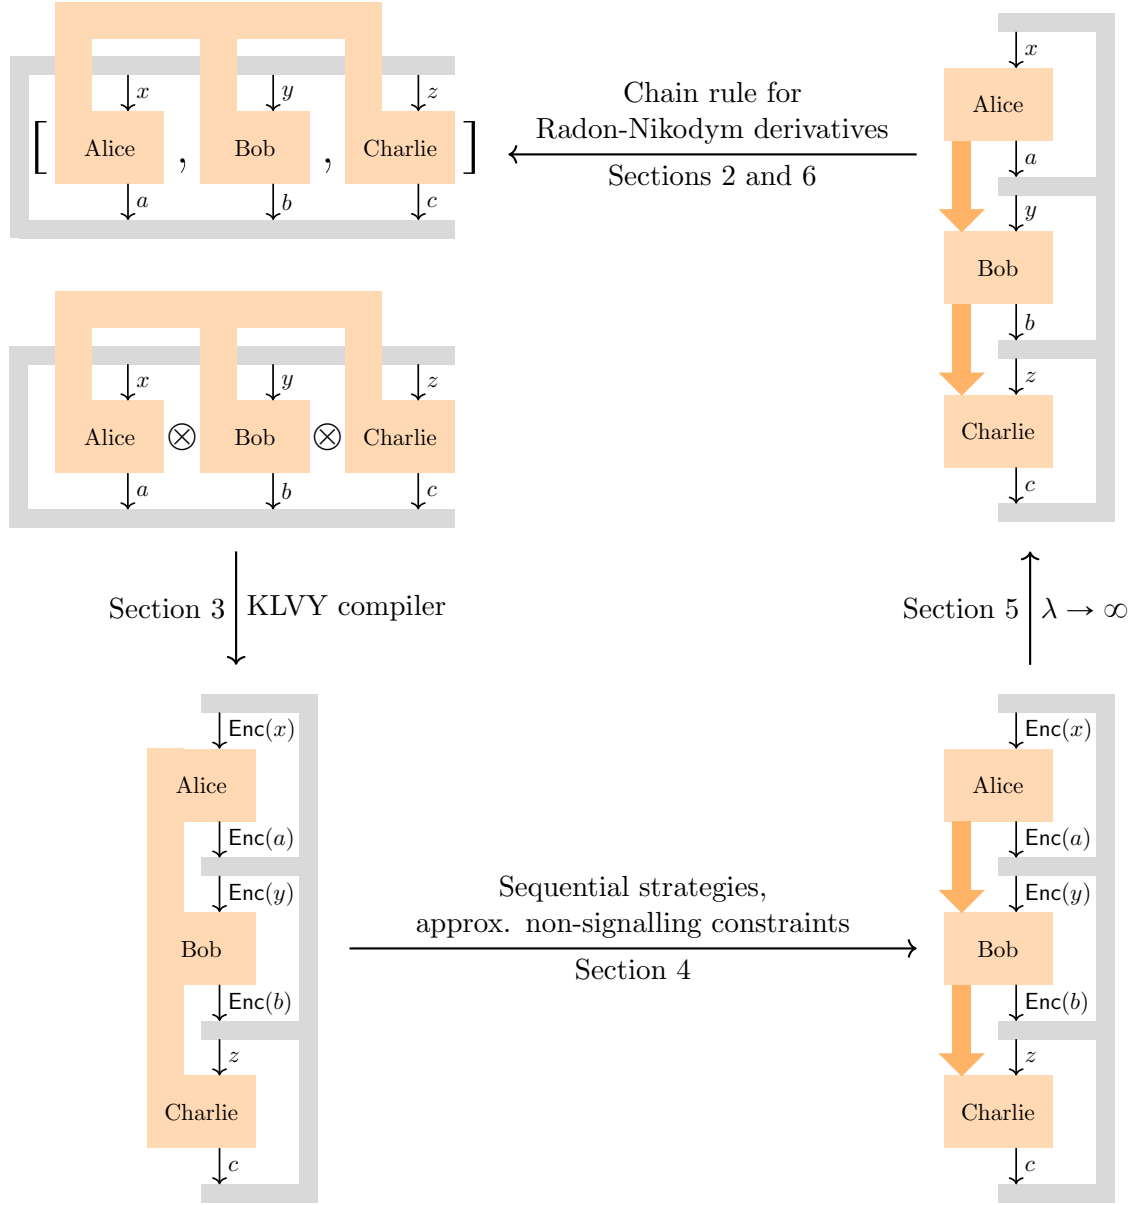 x y z
[ Alice , Bob , Charlie ]
a b c
Chain rule for
Radon-Nikodym derivatives
Sections 2 and 6
x
Alice
a
y
Bob
b
z
Charlie
c
x y z
Alice ⊗ Bob ⊗ Charlie
a b c
Section 3 KLVY compiler
Section 5 λ → ∞
Enc(x)
Alice
Enc(a)
Enc(y)
Bob
Enc(b)
z
Charlie
c
Sequential strategies,
approx. non-signalling constraints
Section 4
Enc(x)
Alice
Enc(a)
Enc(y)
Bob
Enc(b)
z
Charlie
c